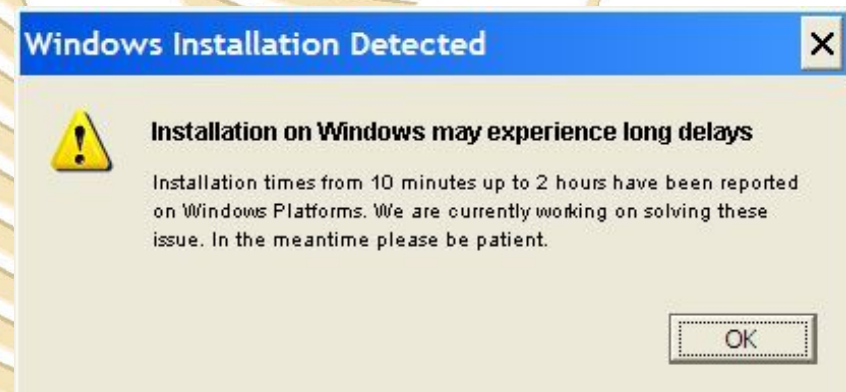 Windows Installation Detected
Installation on Windows may experience long delays
Installation times from 10 minutes up to 2 hours have been reported
on Windows Platforms. We are currently working on solving these
issue. In the meantime please be patient.
OK